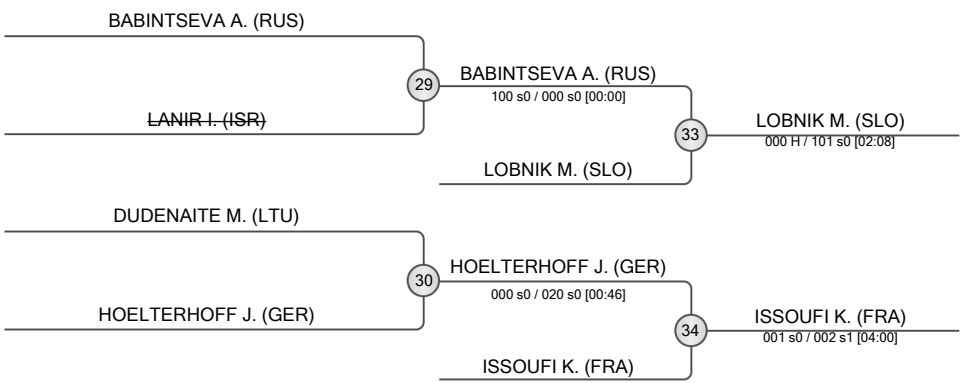 BABINTSEVA A. (RUS)
29
BABINTSEVA A. (RUS)
100 s0 / 000 s0 [00:00]
LANIR I. (ISR)
33
LOBNIK M. (SLO)
000 H / 101 s0 [02:08]
LOBNIK M. (SLO)
DUDENAITE M. (LTU)
30
HOELTERHOFF J. (GER)
000 s0 / 020 s0 [00:46]
HOELTERHOFF J. (GER)
34
ISSOUFI K. (FRA)
001 s0 / 002 s1 [04:00]
ISSOUFI K. (FRA)